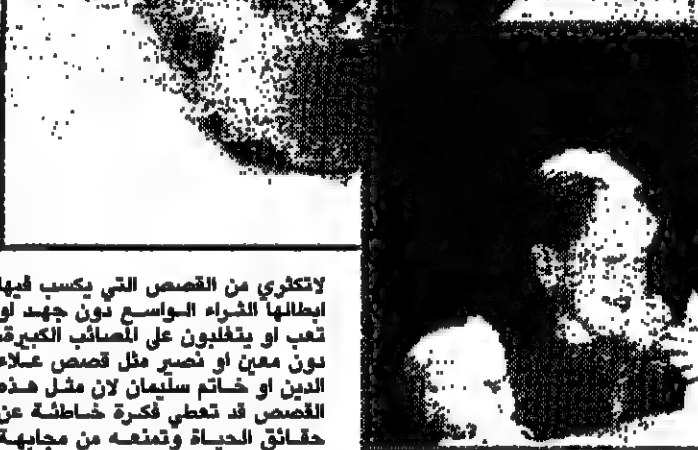 لاتكثري من القصص التي يكسب فيها
ابطالها الثراء الواسع دون جهد او
تعب او يتغلبون على المصائب الكبيرة،
دون معين او نصير مثل قصص علاء
الدين او خاتم سليمان لان مثل هذه
القصص قد تعطي فكرة خاطئة عن
حقائق الحياة وتمنعه من مجابهة